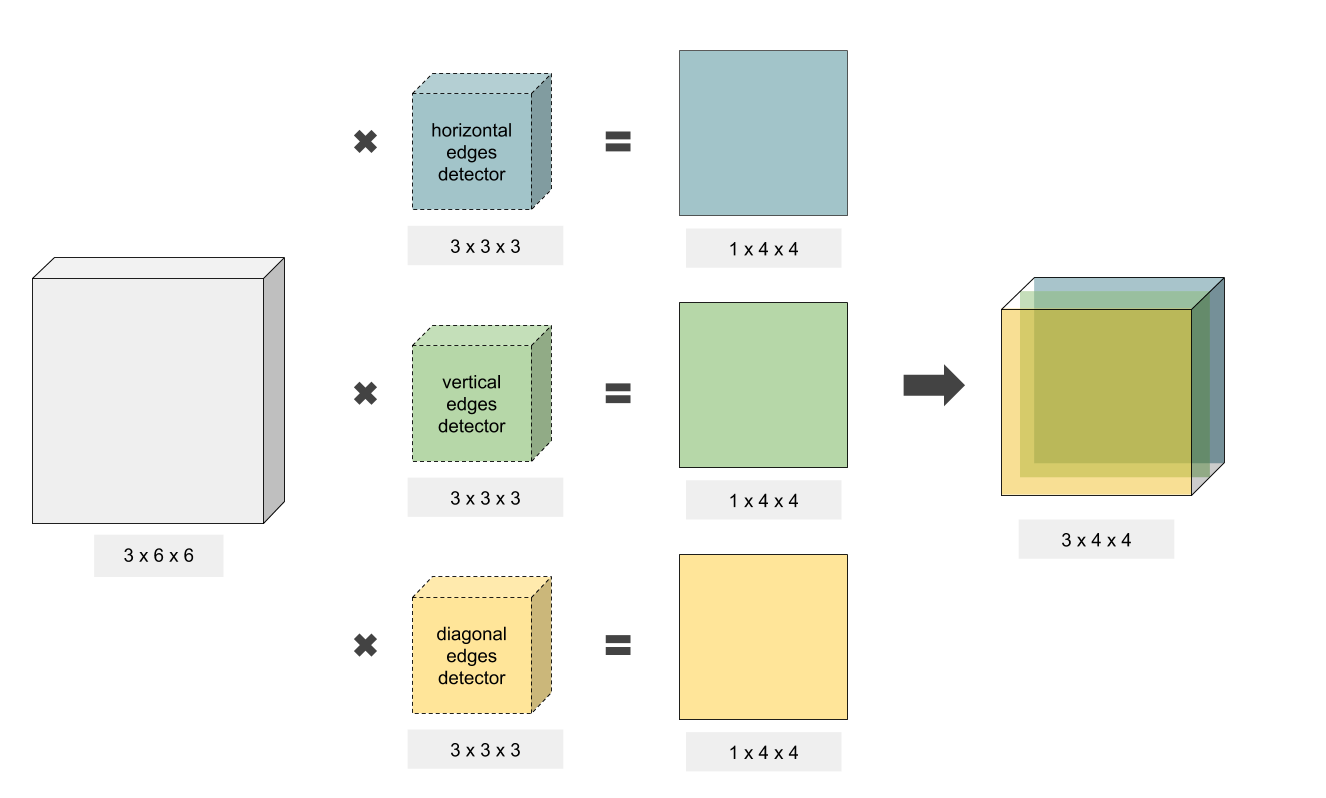 horizontal
edges
detector
3 x 3 x 3
1 x 4 x 4
vertical
edges
detector
3 x 3 x 3
1 x 4 x 4
3 x 6 x 6
3 x 4 x 4
diagonal
edges
detector
3 x 3 x 3
1 x 4 x 4